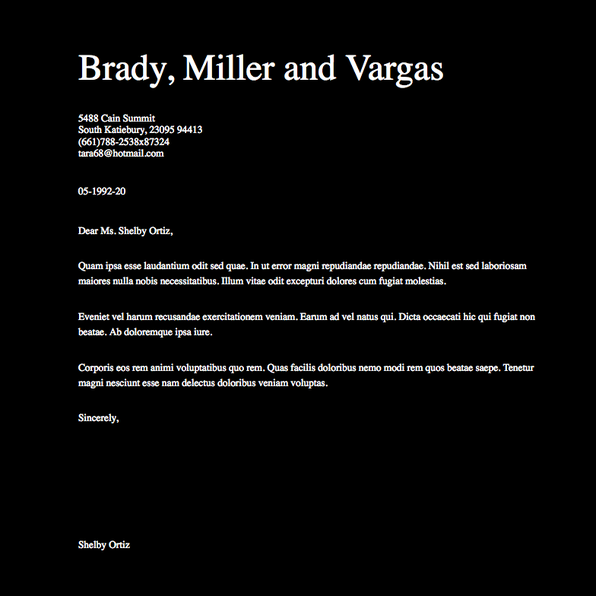 Brady, Miller and Vargas
5488 Cain Summit
South Katiebury, 23095 94413
(661)788-2538x87324
tara68@hotmail.com
05-1992-20
Dear Ms. Shelby Ortiz,
Quam ipsa esse laudantium odit sed quae. In ut error magni repudiandae repudiandae. Nihil est sed laboriosam
maiores nulla nobis necessitatibus. Illum vitae odit excepturi dolores cum fugiat molestias.
Eveniet vel harum recusandae exercitationem veniam. Earum ad vel natus qui. Dicta occaecati hic qui fugiat non
beatae. Ab doloremque ipsa iure.
Corporis eos rem animi voluptatibus quo rem. Quas facilis doloribus nemo modi rem quos beatae saepe. Tenetur
magni nesciunt esse nam delectus doloribus veniam voluptas.
Sincerely,
Shelby Ortiz